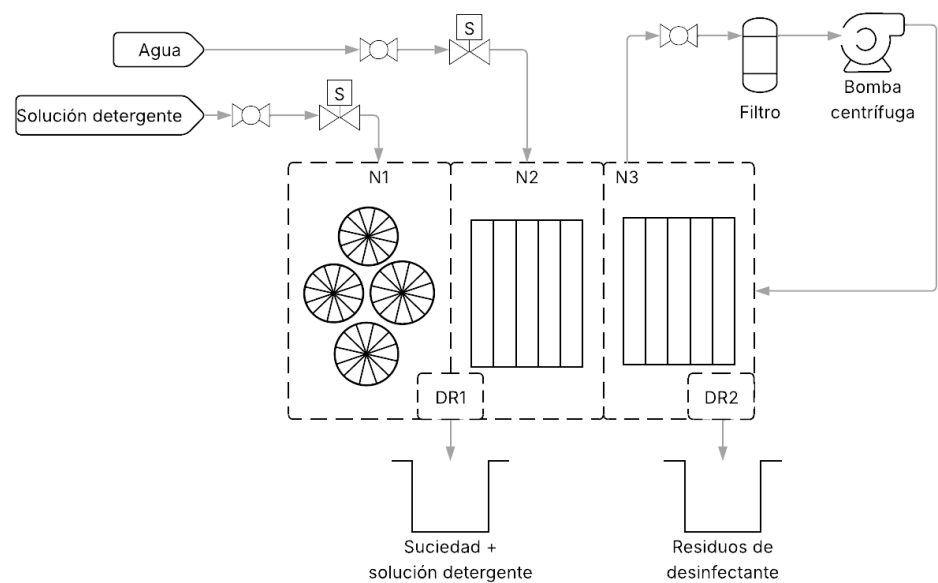 S
Agua
S
Solución detergente
Filtro
Bomba
centrífuga
N1
N2
N3
DR1
DR2
Suciedad +
solución detergente
Residuos de
desinfectante